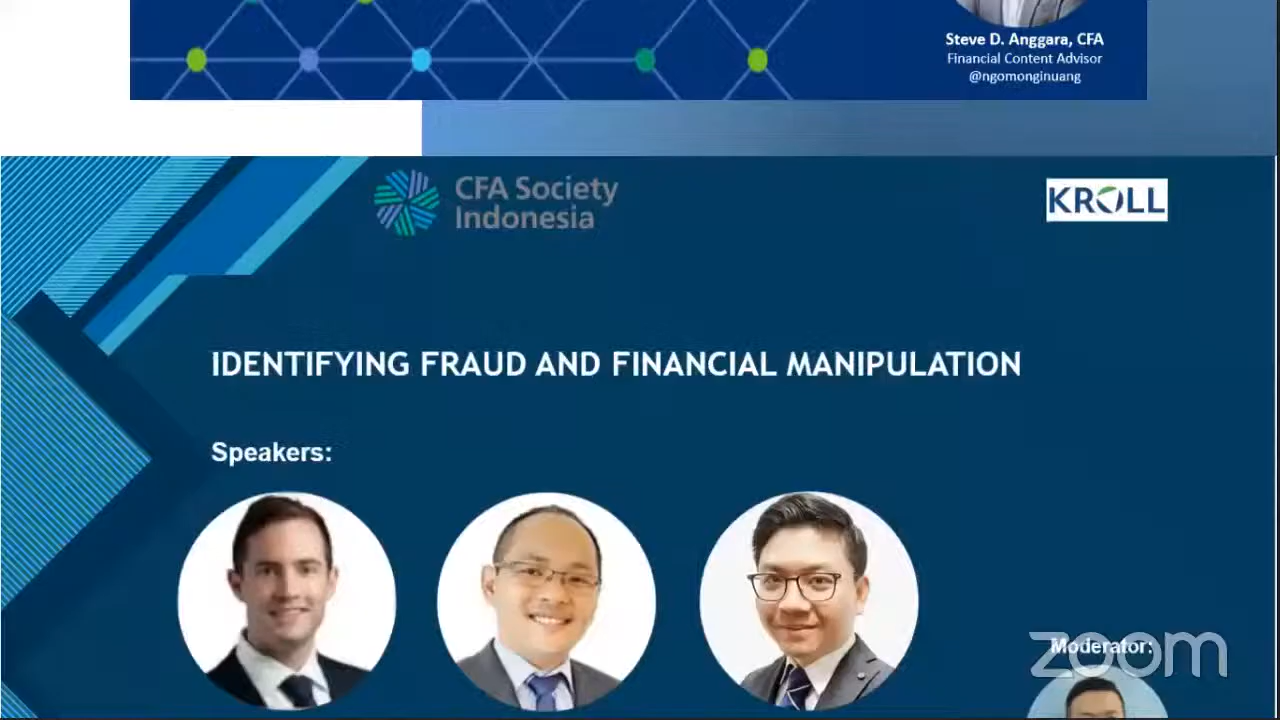 Steve D. Anggara, CFA
Financial Content Advisor
@ngomonginuang
CFA Society
Indonesia
KROLL
IDENTIFYING FRAUD AND FINANCIAL MANIPULATION
Speakers:
Moderator:
zoom